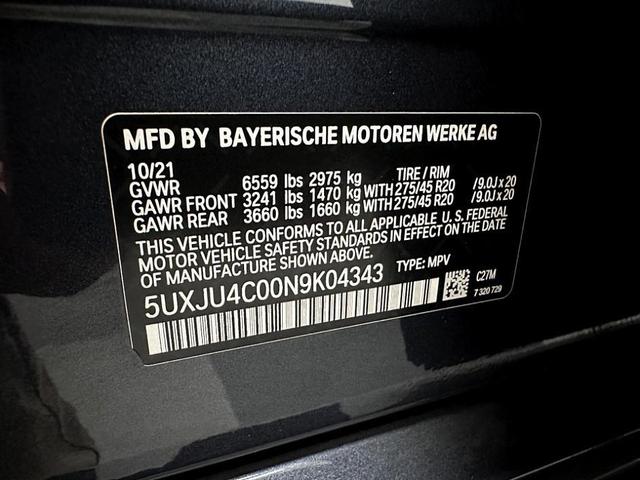 MFD BY BAYERISCHE MOTOREN WERKE AG
10/21 TIRE / RIM
GVWR 6559 lbs 2975 kg
GAWR FRONT 3241 lbs 1470 kg WITH 275/45 R20 /9.0J x 20
GAWR REAR 3660 lbs 1660 kg WITH 275/45 R20 /9.0J x 20
THIS VEHICLE CONFORMS TO ALL APPLICABLE U. S. FEDERAL
MOTOR VEHICLE SAFETY STANDARDS IN EFFECT ON THE DATE
OF MANUFACTURE SHOWN ABOVE.
5UXJU4C00N9K04343 TYPE: MPV
C27M
7 320 729